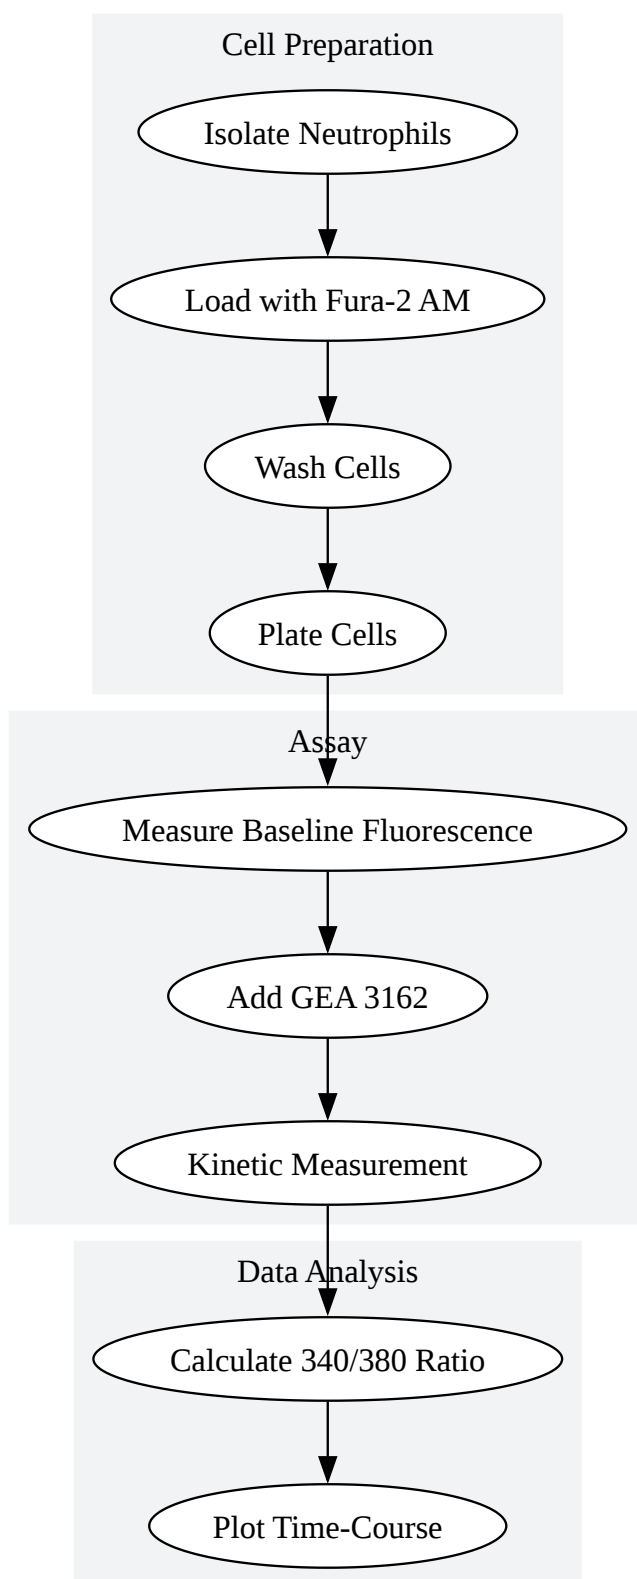 Cell Preparation
Isolate Neutrophils
Load with Fura-2 AM
Wash Cells
Plate Cells
Assay
Measure Baseline Fluorescence
Add GEA 3162
Kinetic Measurement
Data Analysis
Calculate 340/380 Ratio
Plot Time-Course